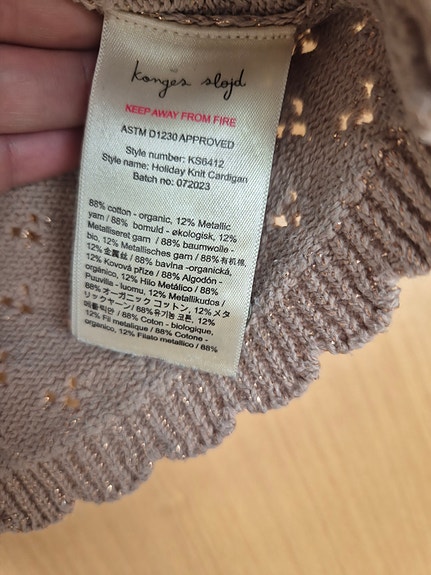 konges sløjd
KEEP AWAY FROM FIRE
ASTM D1230 APPROVED
Style number: KS6412
Style name: Holiday Knit Cardigan
Batch no: 072023
88% cotton - organic, 12% Metallic
yarn / 88% bomuld - økologisk, 12%
Metalliseret garn / 88% baumwolle -
bio, 12% Metallisches garn / 88%有机棉,
12%金属丝 / 88% bavlna -organická,
12% Kovová příze / 88% Algodón -
orgánico, 12% Hilo Metálico / 88%
Puuvilla - luomu, 12% Metallikudos /
88% オーガニック コットン, 12%メタ
リックヤーン / 88%유기농 코튼, 12%
메탈릭얀 / 88% Coton - biologique,
12% Fil metalique / 88% Cotone -
organico, 12% Filato metallico / 88%